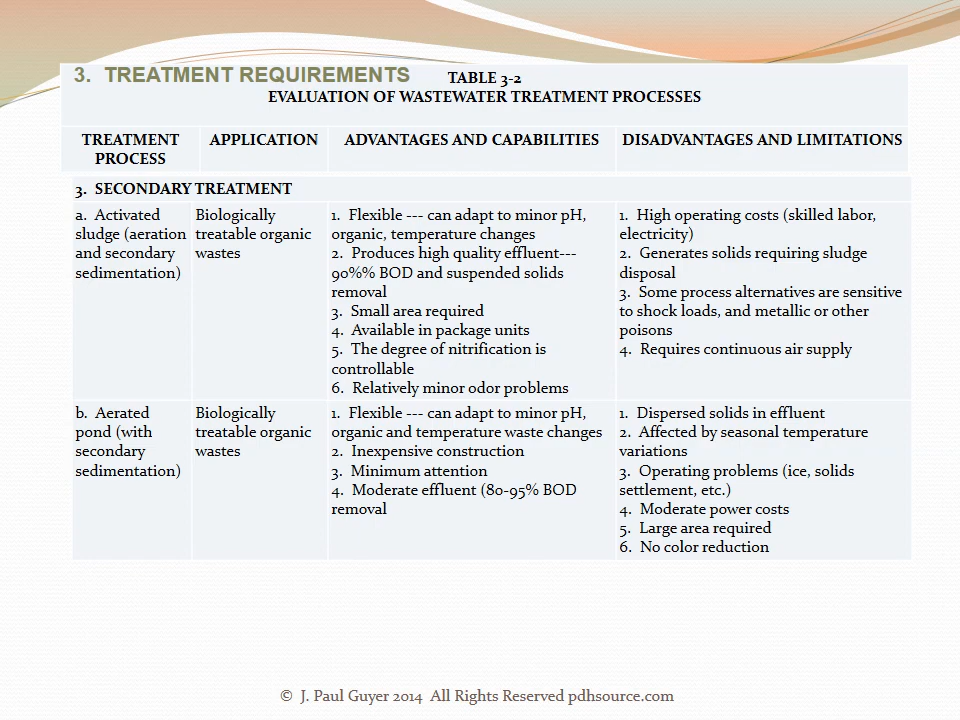 3. TREATMENT REQUIREMENTS
TABLE 3-2
EVALUATION OF WASTEWATER TREATMENT PROCESSES
TREATMENT
PROCESS
APPLICATION
ADVANTAGES AND CAPABILITIES
DISADVANTAGES AND LIMITATIONS
3. SECONDARY TREATMENT
a. Activated
sludge (aeration
and secondary
sedimentation)
Biologically
treatable organic
wastes
1. Flexible --- can adapt to minor pH,
organic, temperature changes
2. Produces high quality effluent---
90%% BOD and suspended solids
removal
3. Small area required
4. Available in package units
5. The degree of nitrification is
controllable
6. Relatively minor odor problems
1. High operating costs (skilled labor,
electricity)
2. Generates solids requiring sludge
disposal
3. Some process alternatives are sensitive
to shock loads, and metallic or other
poisons
4. Requires continuous air supply
b. Aerated
pond (with
secondary
sedimentation)
Biologically
treatable organic
wastes
1. Flexible --- can adapt to minor pH,
organic and temperature waste changes
2. Inexpensive construction
3. Minimum attention
4. Moderate effluent (80-95% BOD
removal
1. Dispersed solids in effluent
2. Affected by seasonal temperature
variations
3. Operating problems (ice, solids
settlement, etc.)
4. Moderate power costs
5. Large area required
6. No color reduction
© J. Paul Guyer 2014 All Rights Reserved pdhsource.com